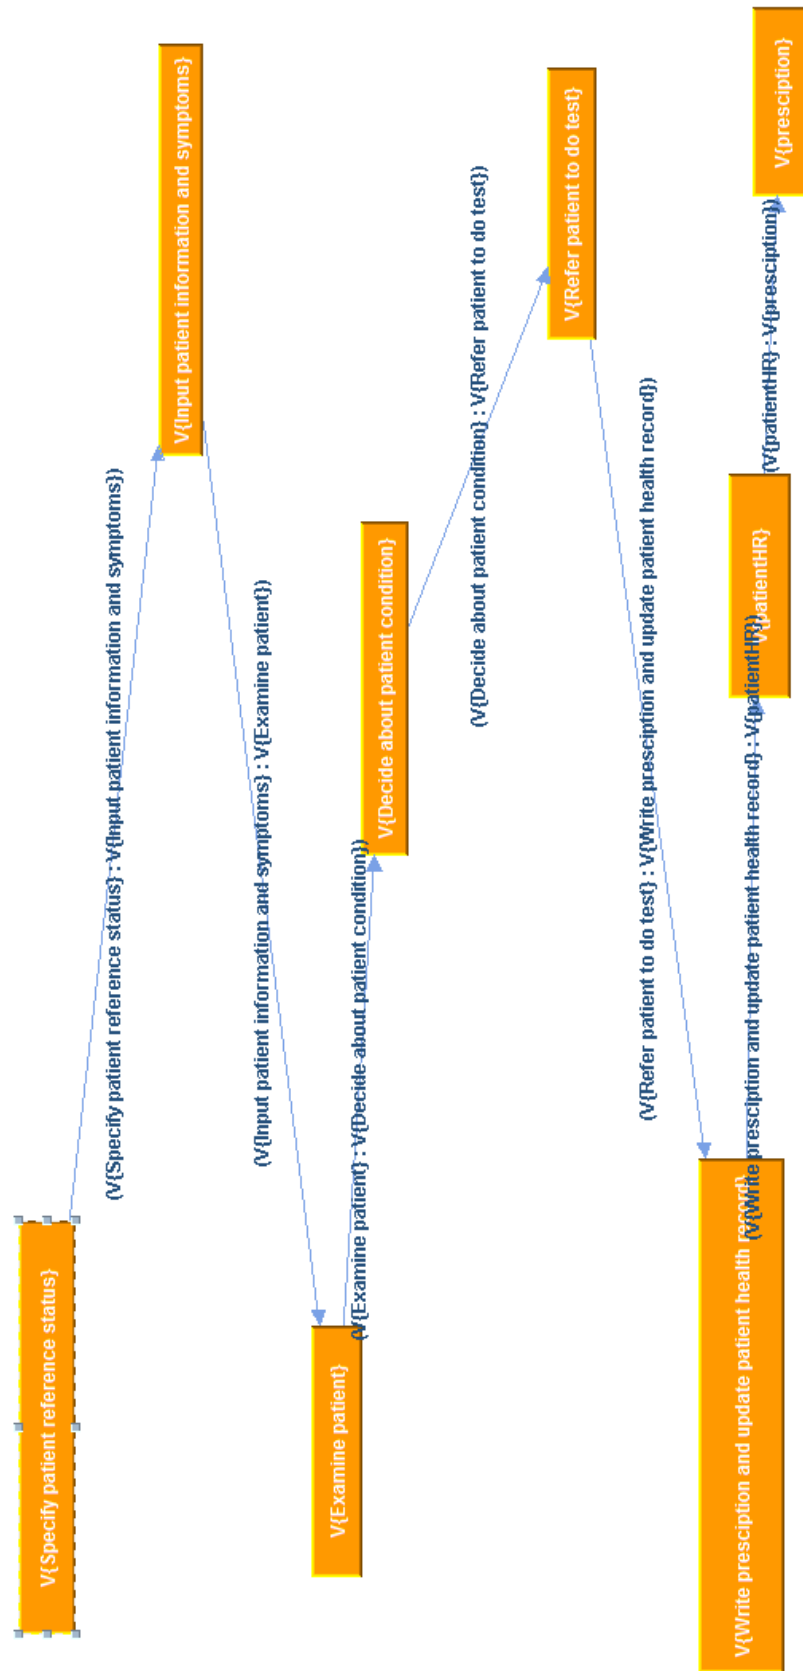 V{Specify patient reference status}
(V{Specify patient reference status} : V{Input patient information and symptoms})
V{Input patient information and symptoms}
(V{Input patient information and symptoms} : V{Examine patient})
V{Examine patient}
(V{Examine patient} : V{Decide about patient condition})
V{Decide about patient condition}
(V{Decide about patient condition} : V{Refer patient to do test})
V{Refer patient to do test}
(V{Refer patient to do test} : V{Write presciption and update patient health record})
V{Write presciption and update patient health record}
(V{Write presciption and update patient health record} : V{patientHR})
V{patientHR}
(V{patientHR} : V{presciption})
V{presciption}